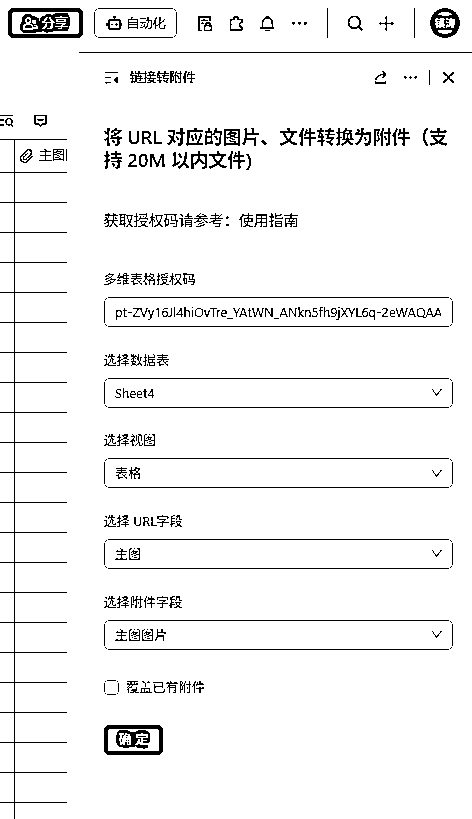 分享
自动化
镇涛
链接转附件
主图
将 URL 对应的图片、文件转换为附件（支
持 20M 以内文件)
获取授权码请参考：使用指南
多维表格授权码
pt-ZVy16Jl4hiOvTre_YAtWN_ANkn5fh9jXYL6q-2eWAQAA
选择数据表
Sheet4
选择视图
表格
选择 URL字段
主图
选择附件字段
主图图片
覆盖已有附件
确定